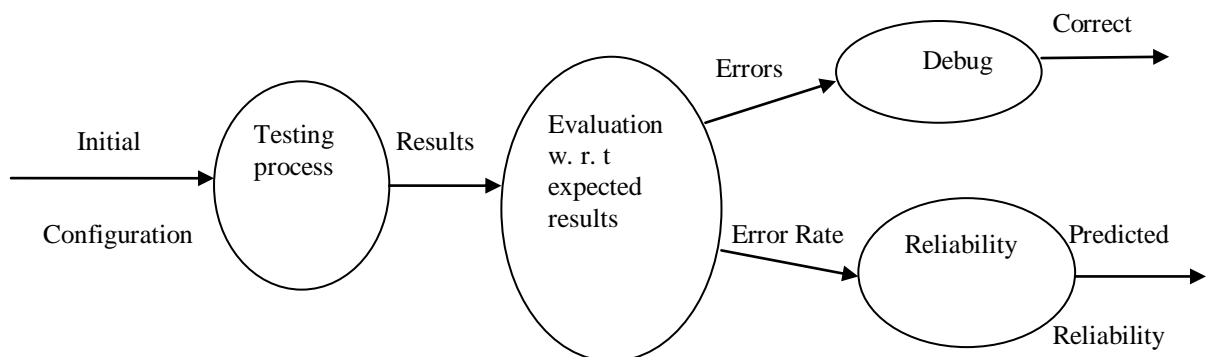 Initial
Configuration
Testing
process
Results
Evaluation
w. r. t
expected
results
Errors
Debug
Correct
Error Rate
Reliability
Predicted
Reliability